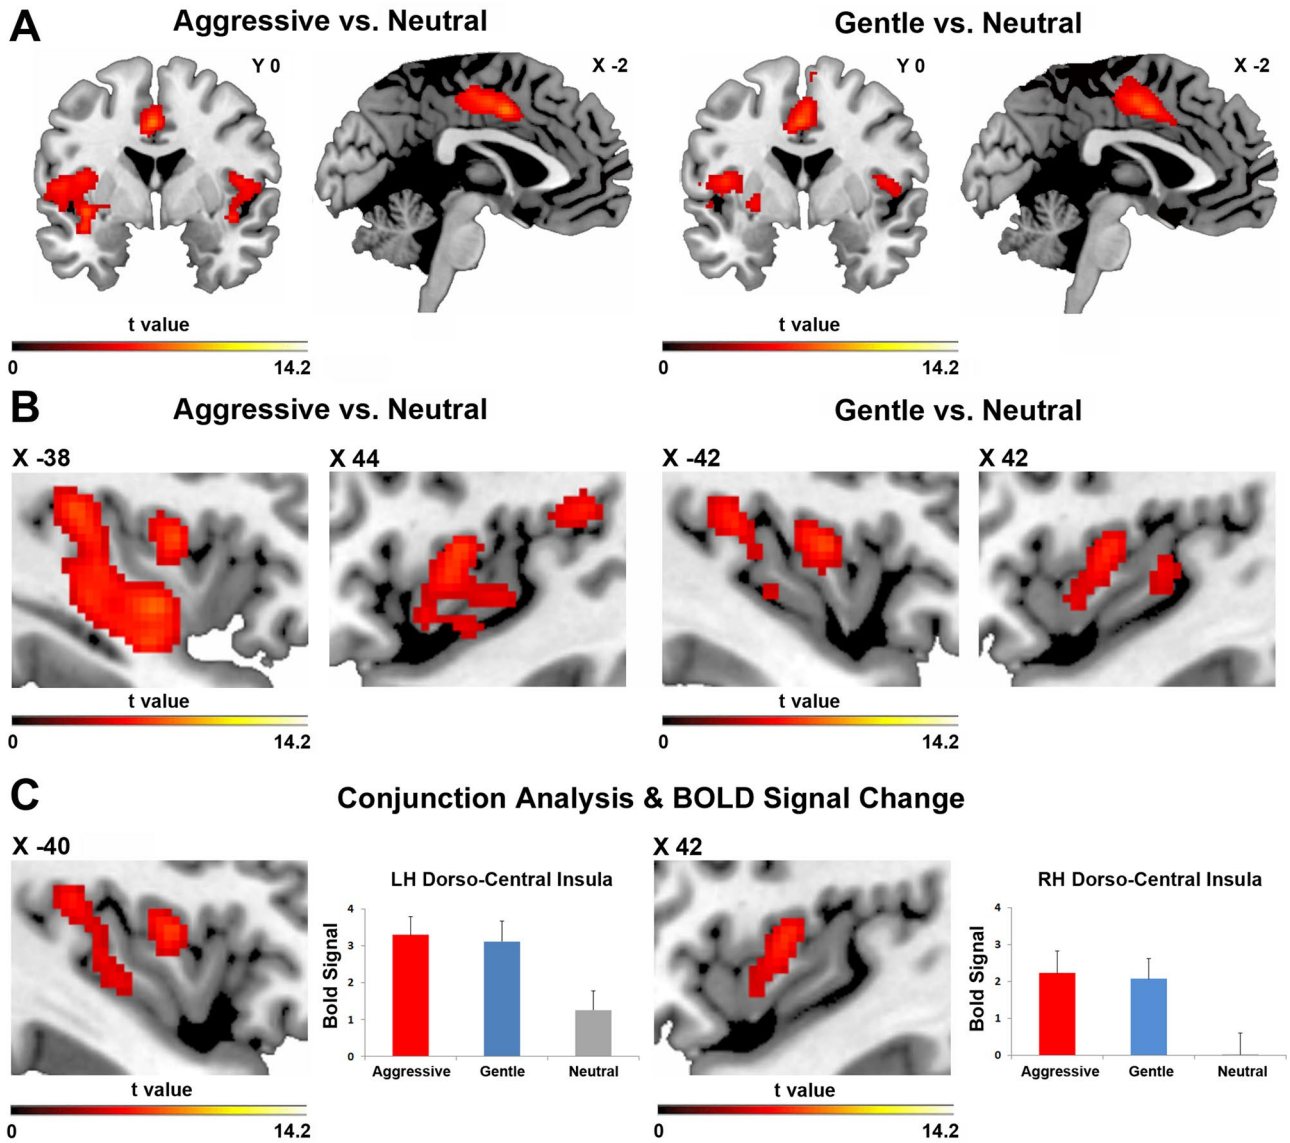 A
Aggressive vs. Neutral
Gentle vs. Neutral
Y 0
X -2
Y 0
X -2
t value
0
14.2
t value
0
14.2
B
Aggressive vs. Neutral
Gentle vs. Neutral
X -38
X 44
X -42
X 42
t value
0
14.2
t value
0
14.2
C
Conjunction Analysis & BOLD Signal Change
X -40
LH Dorso-Central Insula
Bold Signal
4
3
2
1
0
Aggressive
Gentle
Neutral
t value
0
14.2
X 42
RH Dorso-Central Insula
Bold Signal
4
3
2
1
0
Aggressive
Gentle
Neutral
t value
0
14.2